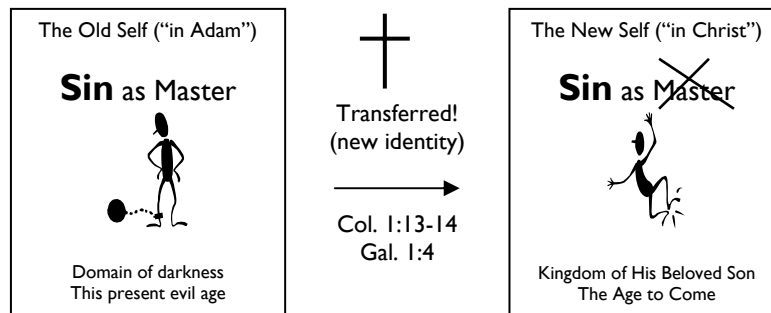 The Old Self (“in Adam”)
Sin as Master
Domain of darkness
This present evil age
Transferred!
(new identity)
Col. 1:13-14
Gal. 1:4
The New Self (“in Christ”)
Sin as Master
Kingdom of His Beloved Son
The Age to Come